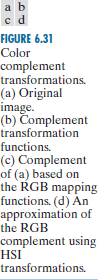 a b
c d
FIGURE 6.31
Color
complement
transformations.
(a) Original
image.
(b) Complement
transformation
functions.
(c) Complement
of (a) based on
the RGB mapping
functions. (d) An
approximation of
the RGB
complement using
HSI
transformations.